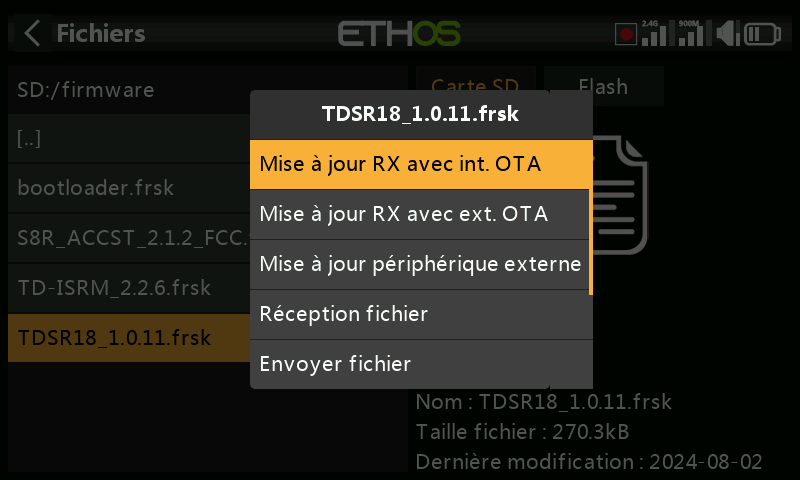 Fichiers
ETHOS
2.4G
900M
SD:/firmware
Carte SD
Flash
[..]
bootloader.frsk
S8R_ACCST_2.1.2_FCC.
TD-ISRM_2.2.6.frsk
TDSR18_1.0.11.frsk
TDSR18_1.0.11.frsk
Mise à jour RX avec int. OTA
Mise à jour RX avec ext. OTA
Mise à jour périphérique externe
Réception fichier
Envoyer fichier
Nom : TDSR18_1.0.11.frsk
Taille fichier : 270.3kB
Dernière modification : 2024-08-02